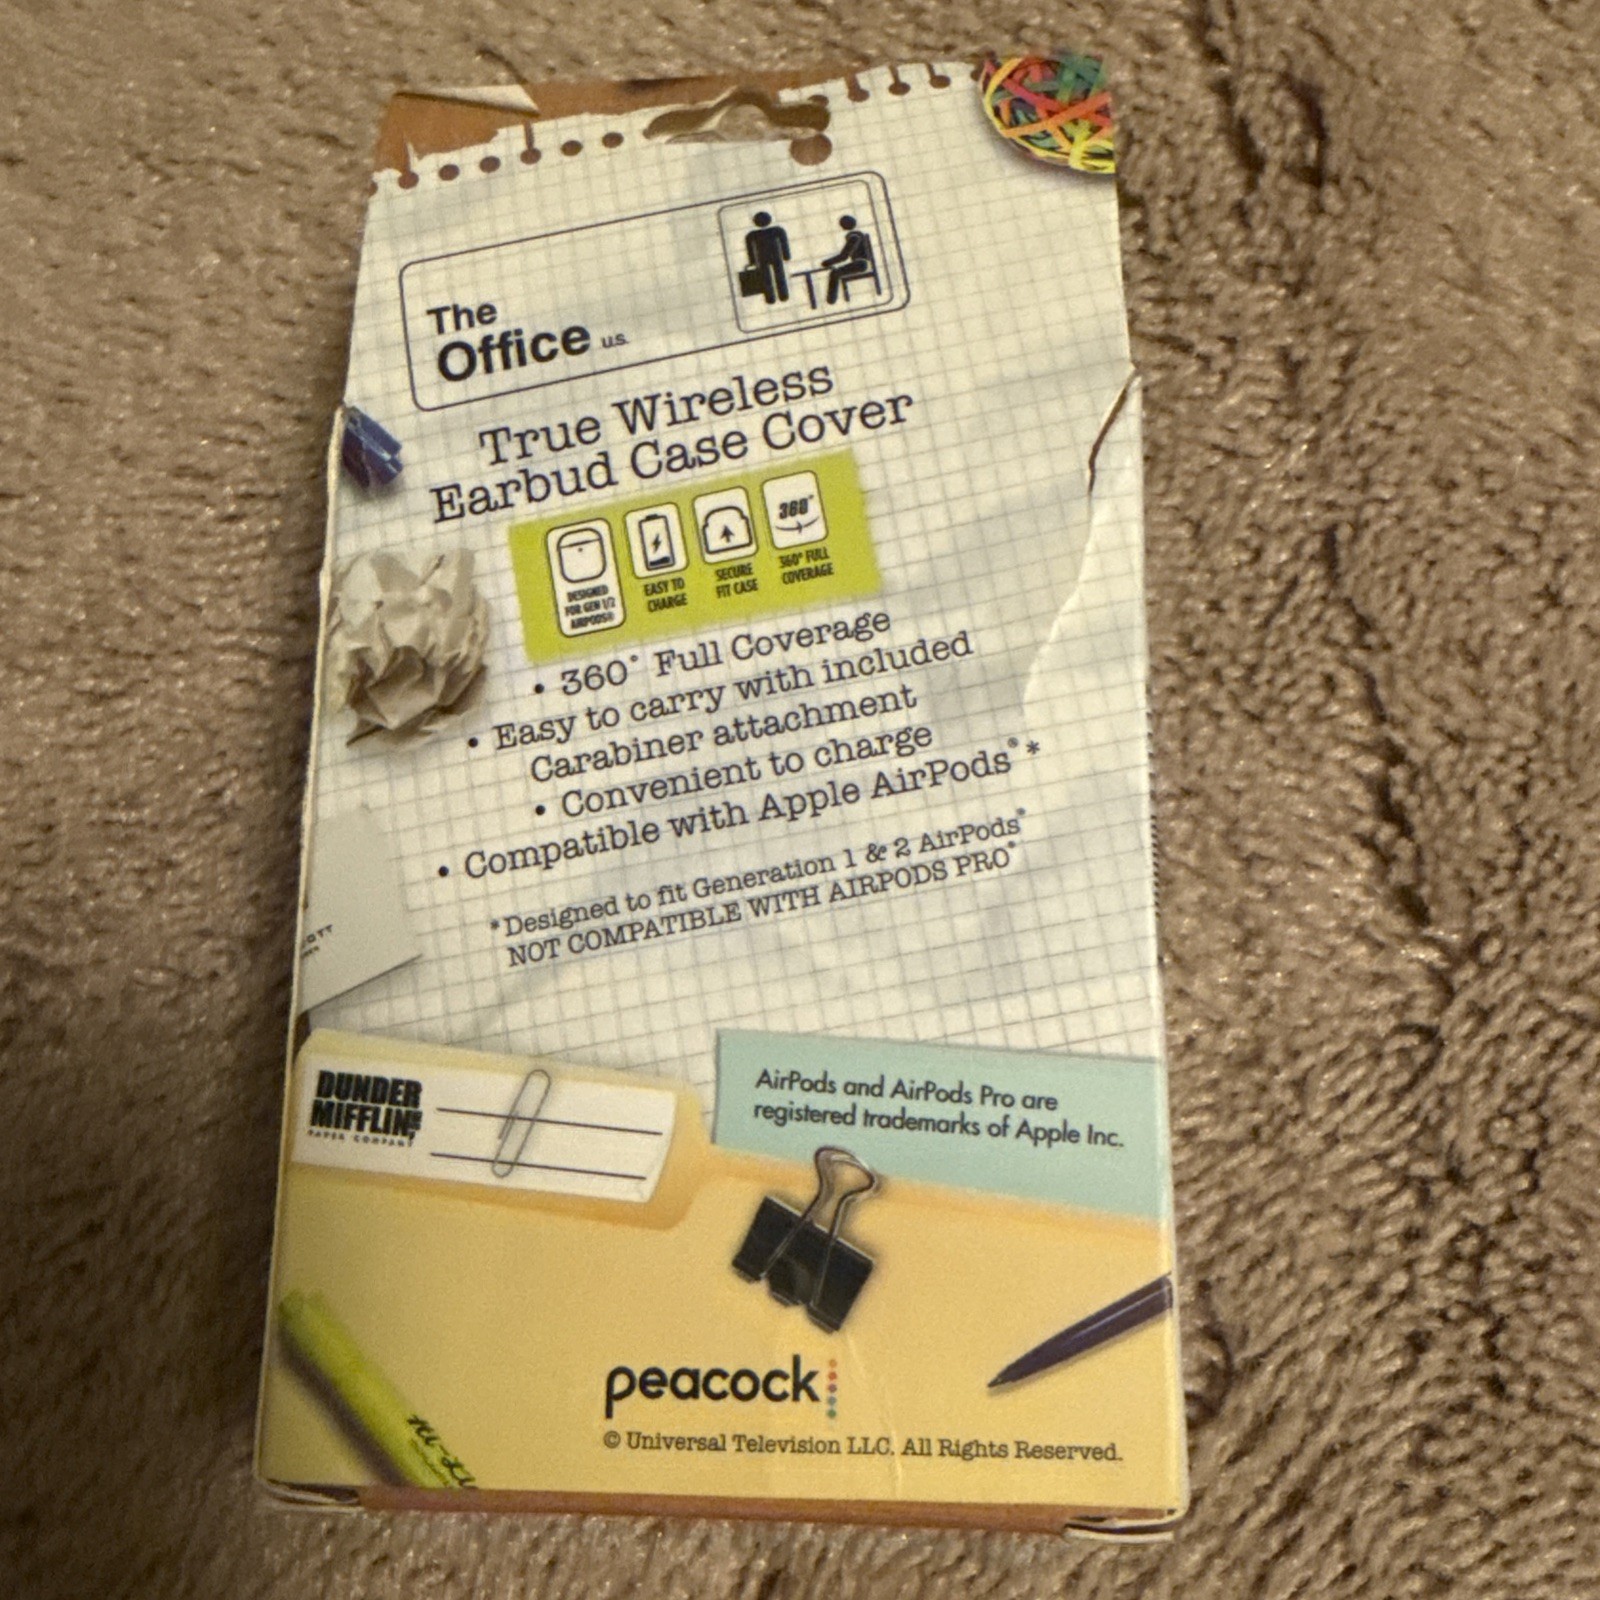 The
Office U.S.
True Wireless
Earbud Case Cover
DESIGNED
FOR GEN 1/2
AIRPODS®
EASY TO
CHARGE
SECURE
FIT CASE
360°
360° FULL
COVERAGE
• 360° Full Coverage
• Easy to carry with included
Carabiner attachment
• Convenient to charge
• Compatible with Apple AirPods®*
*Designed to fit Generation 1 & 2 AirPods®
NOT COMPATIBLE WITH AIRPODS PRO®
DUNDER
MIFFLIN
PAPER COMPANY
AirPods and AirPods Pro are
registered trademarks of Apple Inc.
peacock
© Universal Television LLC. All Rights Reserved.